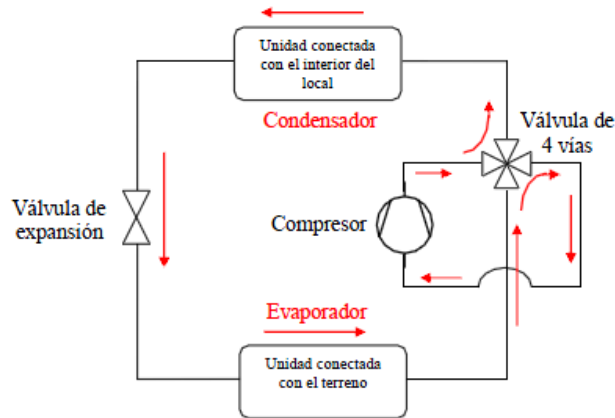 Unidad conectada
con el interior del
local
Condensador
Válvula de
4 vías
Válvula de
expansión
Compresor
Evaporador
Unidad conectada
con el terreno